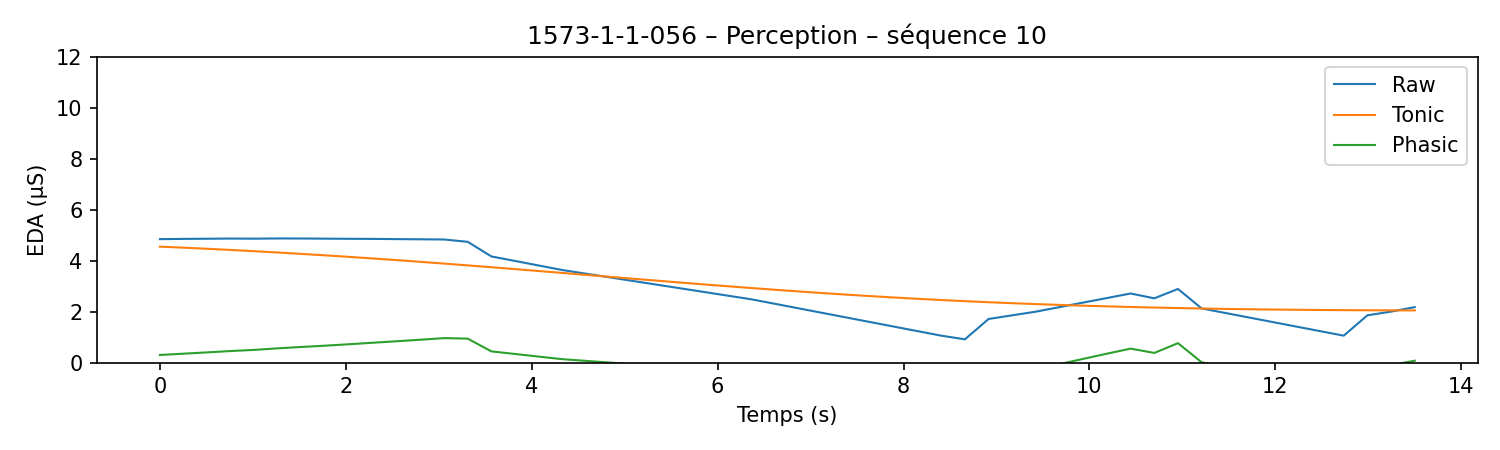 1573-1-1-056 – Perception – séquence 10
EDA (µS)
12
10
8
6
4
2
0
Raw
Tonic
Phasic
0 2 4 6 8 10 12 14
Temps (s)